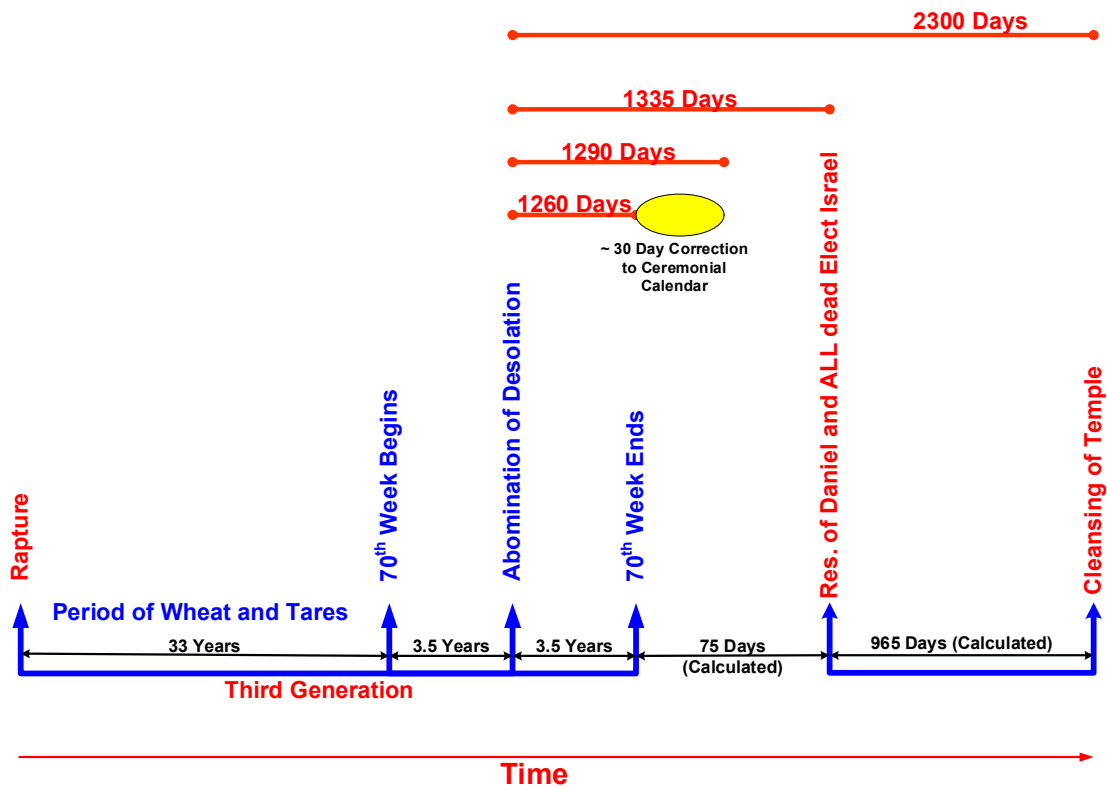 2300 Days
1335 Days
1290 Days
1260 Days
~ 30 Day Correction
to Ceremonial
Calendar
Rapture
70th Week Begins
Abomination of Desolation
70th Week Ends
Res. of Daniel and ALL dead Elect Israel
Cleansing of Temple
Period of Wheat and Tares
33 Years
3.5 Years
3.5 Years
75 Days
(Calculated)
965 Days (Calculated)
Third Generation
Time